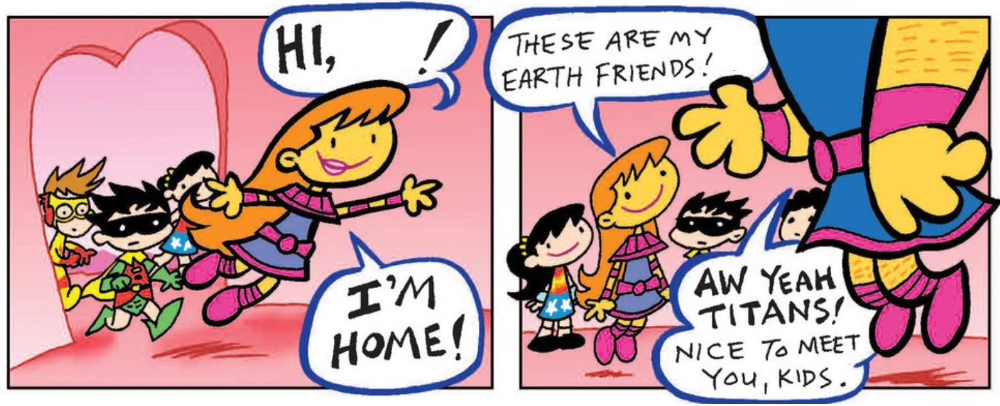 HI, !
I'M
HOME!
THESE ARE MY
EARTH FRIENDS!
AW YEAH
TITANS!
NICE TO MEET
YOU, KIDS.